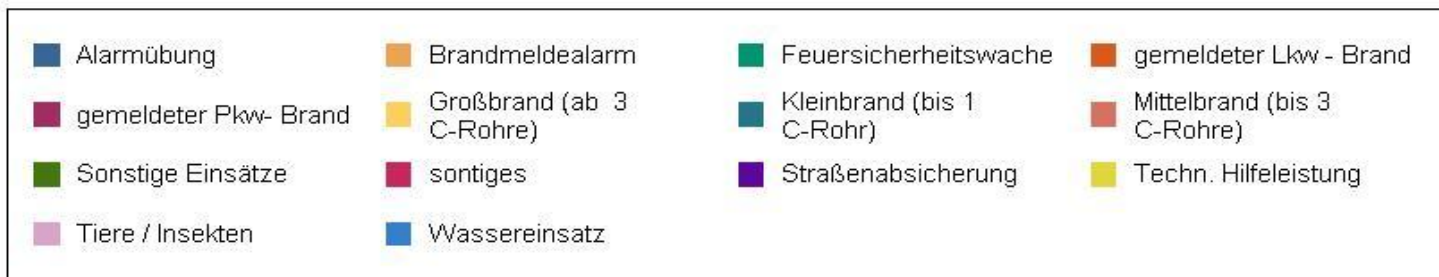 Alarmübung
Brandmeldealarm
Feuersicherheitswache
gemeldeter Lkw - Brand
gemeldeter Pkw- Brand
Großbrand (ab 3
C-Rohre)
Kleinbrand (bis 1
C-Rohr)
Mittelbrand (bis 3
C-Rohre)
Sonstige Einsätze
sontiges
Straßenabsicherung
Techn. Hilfeleistung
Tiere / Insekten
Wassereinsatz